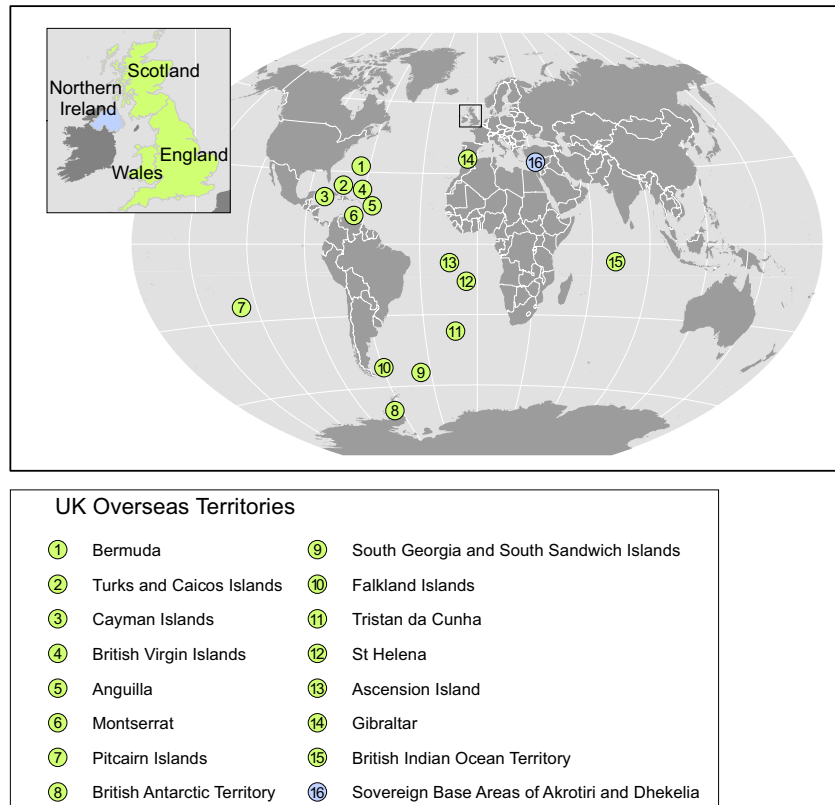 Scotland
Northern
Ireland
England
Wales
1
2
3
4
5
6
7
8
9
10
11
12
13
14
15
16
UK Overseas Territories
1 Bermuda
2 Turks and Caicos Islands
3 Cayman Islands
4 British Virgin Islands
5 Anguilla
6 Montserrat
7 Pitcairn Islands
8 British Antarctic Territory
9 South Georgia and South Sandwich Islands
10 Falkland Islands
11 Tristan da Cunha
12 St Helena
13 Ascension Island
14 Gibraltar
15 British Indian Ocean Territory
16 Sovereign Base Areas of Akrotiri and Dhekelia